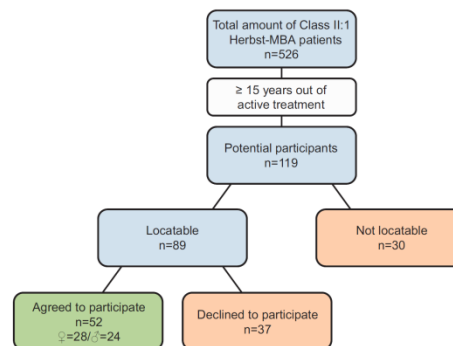 Total amount of Class II:1
Herbst-MBA patients
n=526
≥ 15 years out of
active treatment
Potential participants
n=119
Locatable
n=89
Not locatable
n=30
Agreed to participate
n=52
♀=28/♂=24
Declined to participate
n=37